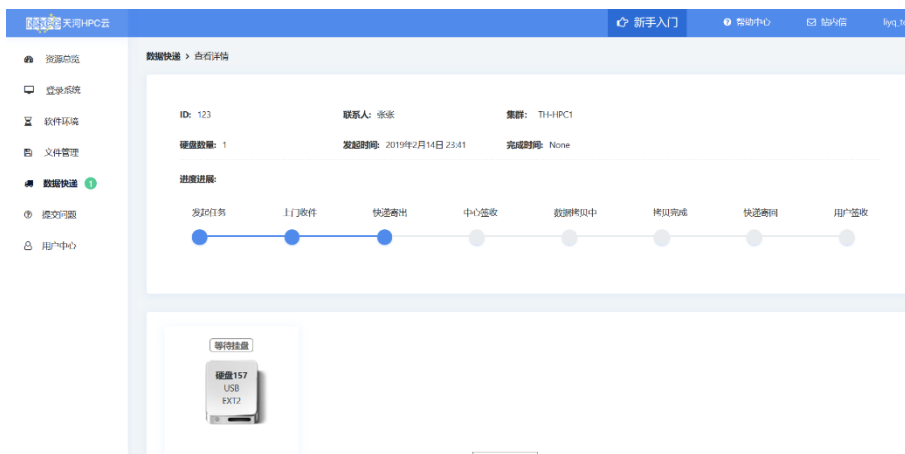 天河HPC云
新手入门
帮助中心
站内信
资源总览
登录系统
软件环境
文件管理
数据快递 1
提交问题
用户中心
数据快递 > 查看详情
ID: 123 联系人: 张张 集群: TH-HPC1
硬盘数量: 1 发起时间: 2019年2月14日 23:41 完成时间: None
进度进展:
发起任务 上门收件 快递寄出 中心签收 数据拷贝中 拷贝完成 快递寄回 用户签收
等待挂盘
硬盘157
USB
EXT2